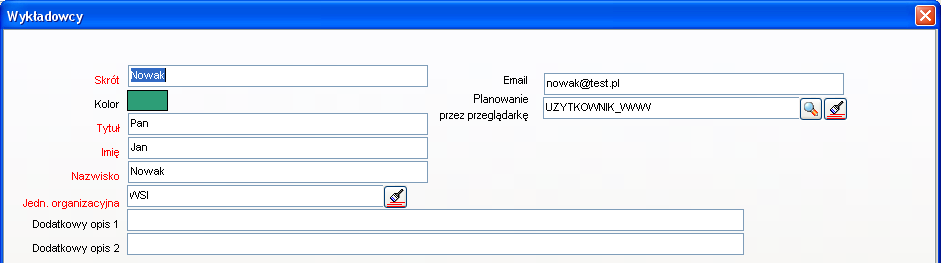 Wykładowcy
Skrót Nowak
Kolor
Tytuł Pan
Imię Jan
Nazwisko Nowak
Jedn. organizacyjna WSI
Dodatkowy opis 1
Dodatkowy opis 2
Email nowak@test.pl
Planowanie
przez przeglądarkę UZYTKOWNIK_WWW